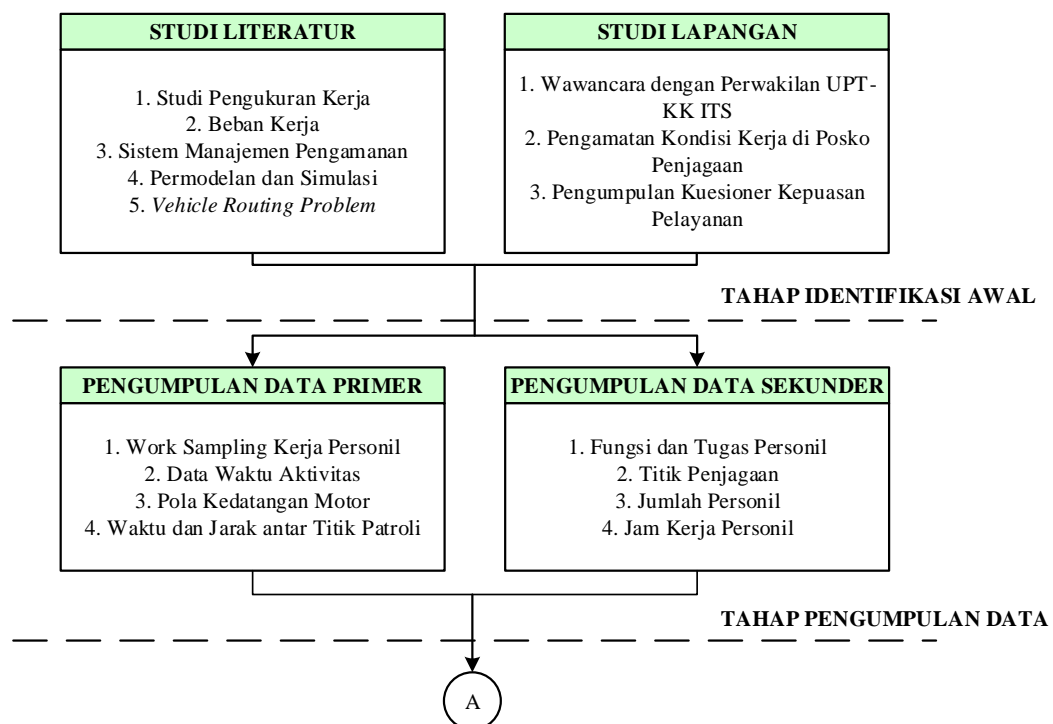 STUDI LITERATUR
1. Studi Pengukuran Kerja
2. Beban Kerja
3. Sistem Manajemen Pengamanan
4. Permodelan dan Simulasi
5. Vehicle Routing Problem
STUDI LAPANGAN
1. Wawancara dengan Perwakilan UPT-
KK ITS
2. Pengamatan Kondisi Kerja di Posko
Penjagaan
3. Pengumpulan Kuesioner Kepuasan
Pelayanan
TAHAP IDENTIFIKASI AWAL
PENGUMPULAN DATA PRIMER
1. Work Sampling Kerja Personil
2. Data Waktu Aktivitas
3. Pola Kedatangan Motor
4. Waktu dan Jarak antar Titik Patroli
PENGUMPULAN DATA SEKUNDER
1. Fungsi dan Tugas Personil
2. Titik Penjagaan
3. Jumlah Personil
4. Jam Kerja Personil
TAHAP PENGUMPULAN DATA
A